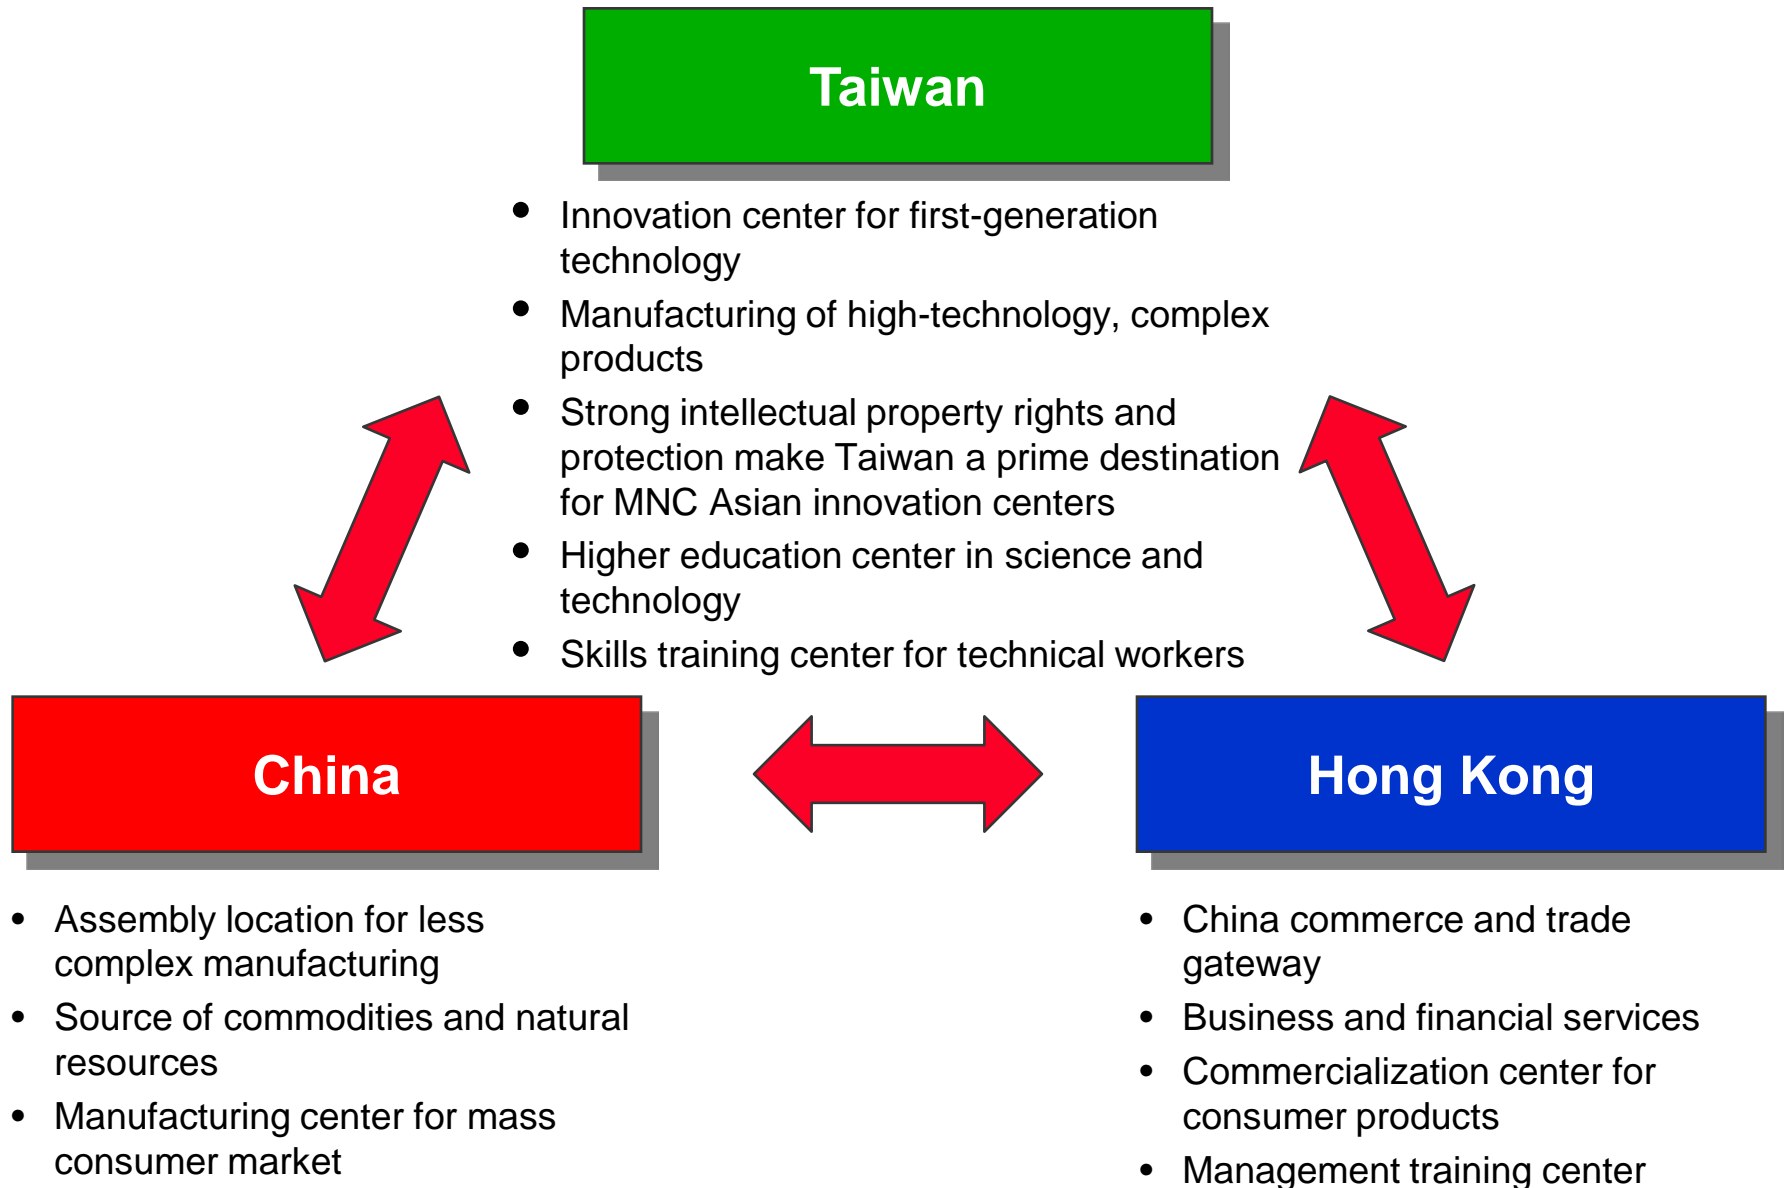 Taiwan
• Innovation center for first-generation
technology
• Manufacturing of high-technology, complex
products
• Strong intellectual property rights and
protection make Taiwan a prime destination
for MNC Asian innovation centers
• Higher education center in science and
technology
• Skills training center for technical workers
China
• Assembly location for less
complex manufacturing
• Source of commodities and natural
resources
• Manufacturing center for mass
consumer market
Hong Kong
• China commerce and trade
gateway
• Business and financial services
• Commercialization center for
consumer products
• Management training center